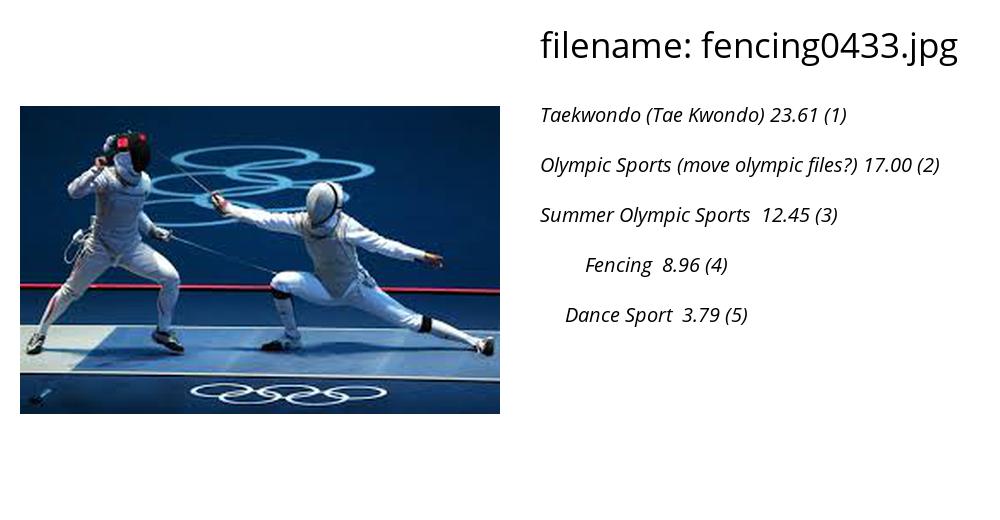 filename: fencing0433.jpg
Taekwondo (Tae Kwondo) 23.61 (1)
Olympic Sports (move olympic files?) 17.00 (2)
Summer Olympic Sports 12.45 (3)
Fencing 8.96 (4)
Dance Sport 3.79 (5)